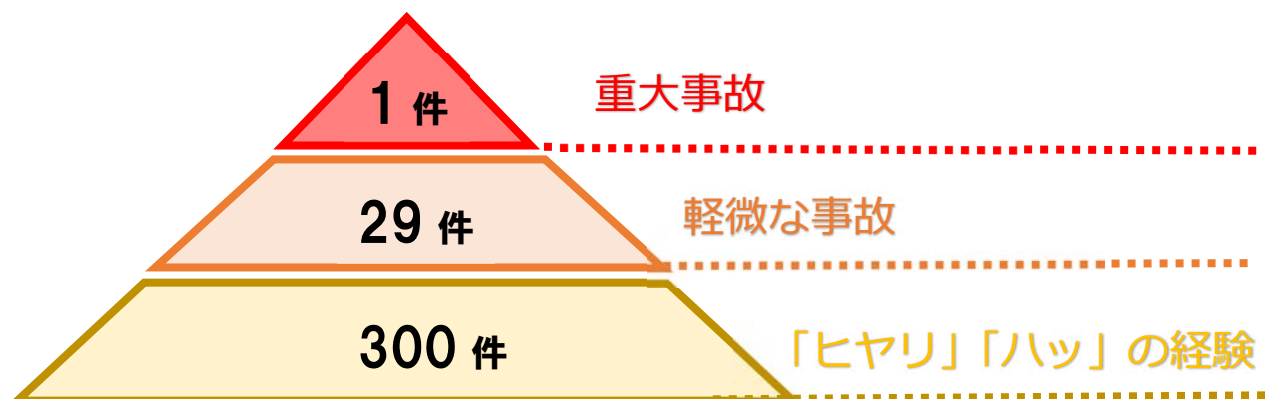 1 件
重大事故
29 件
軽微な事故
300 件
「ヒヤリ」「ハッ」の経験